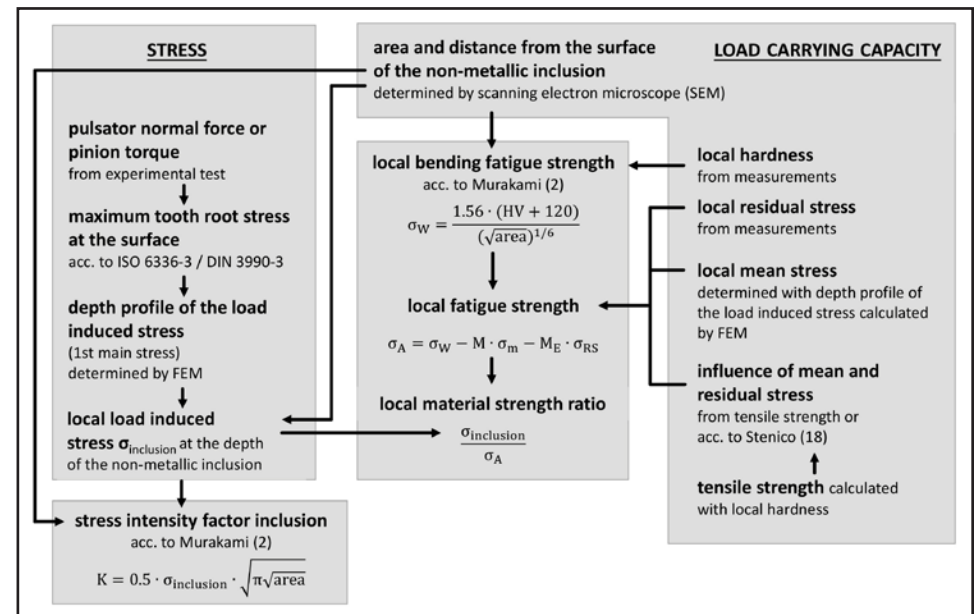 STRESS
pulsator normal force or
pinion torque
from experimental test
maximum tooth root stress
at the surface
acc. to ISO 6336-3 / DIN 3990-3
depth profile of the load
induced stress
(1st main stress)
determined by FEM
local load induced
stress σinclusion at the depth
of the non-metallic inclusion
stress intensity factor inclusion
acc. to Murakami (2)
K = 0.5 · σinclusion · √(π√area)
area and distance from the surface
of the non-metallic inclusion
determined by scanning electron microscope (SEM)
local bending fatigue strength
acc. to Murakami (2)
σW = 1.56 · (HV + 120) / (√area)^1/6
local fatigue strength
σA = σW − M · σm − ME · σRS
local material strength ratio
σinclusion / σA
LOAD CARRYING CAPACITY
local hardness
from measurements
local residual stress
from measurements
local mean stress
determined with depth profile of
the load induced stress calculated
by FEM
influence of mean and
residual stress
from tensile strength or
acc. to Stenico (18)
tensile strength calculated
with local hardness